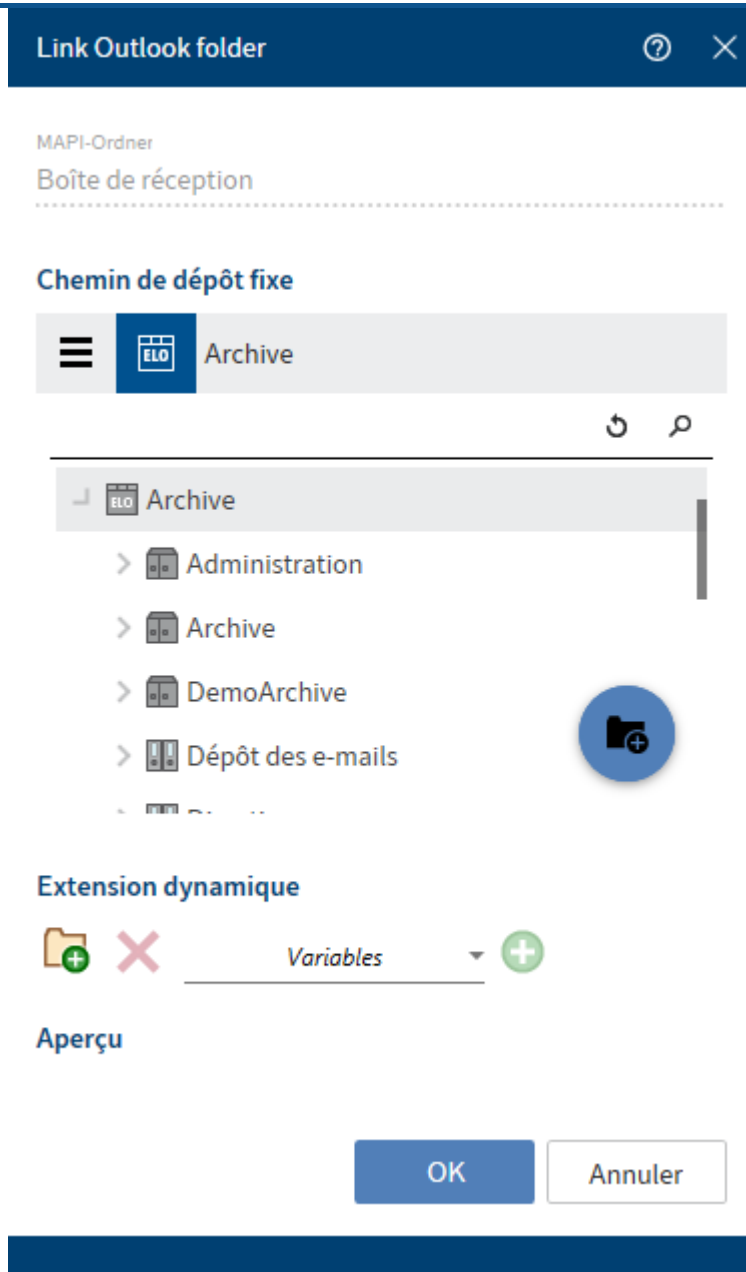 Link Outlook folder
MAPI-Ordner
Boîte de réception
Chemin de dépôt fixe
ELO Archive
ELO Archive
Administration
Archive
DemoArchive
Dépôt des e-mails
Extension dynamique
Variables
Aperçu
OK Annuler